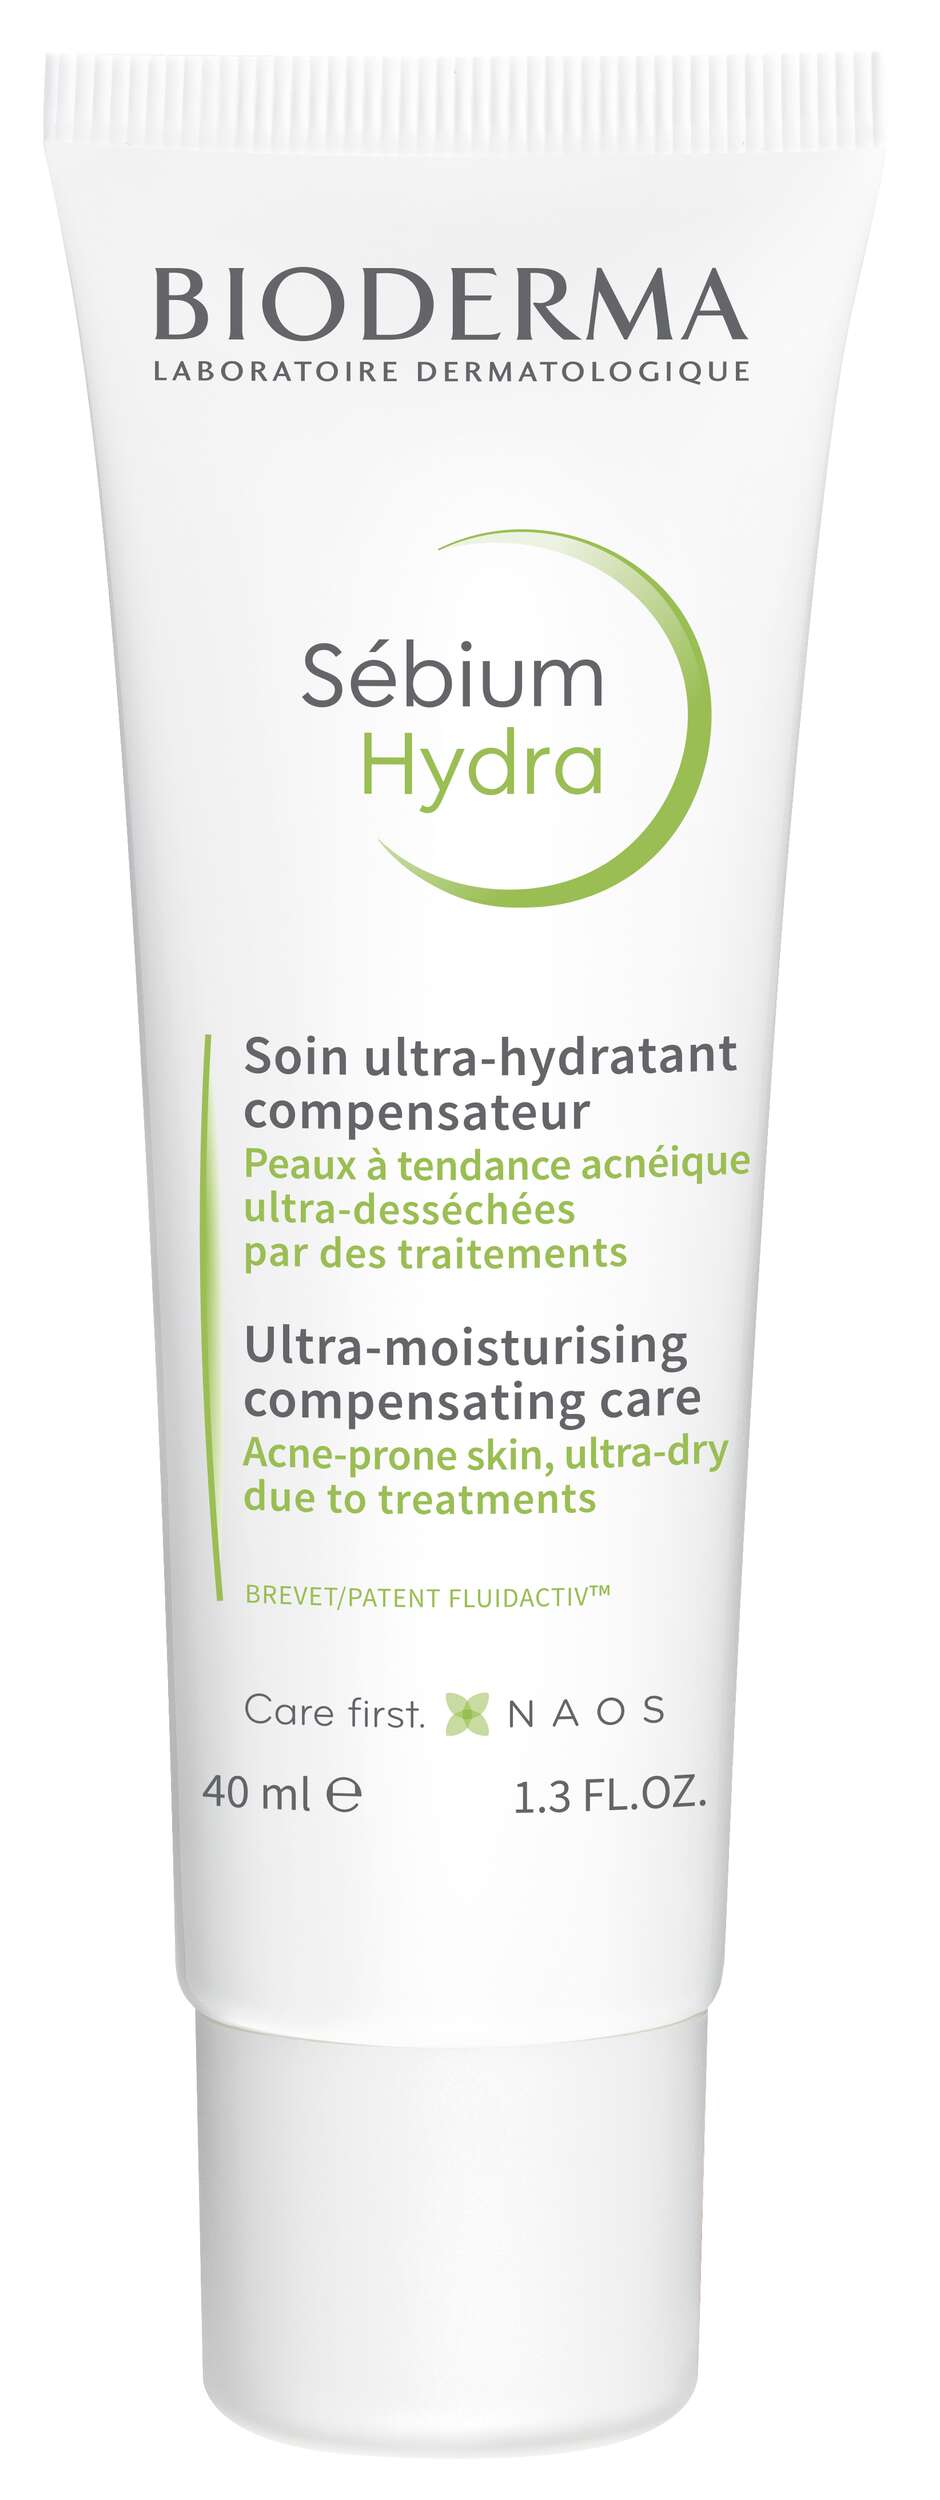 BIODERMA
LABORATOIRE DERMATOLOGIQUE
Sébium
Hydra
Soin ultra-hydratant
compensateur
Peaux à tendance acnéique
ultra-desséchées
par des traitements
Ultra-moisturising
compensating care
Acne-prone skin, ultra-dry
due to treatments
BREVET/PATENT FLUIDACTIV™
Care first. NAOS
40 ml ℮ 1.3 FL.OZ.